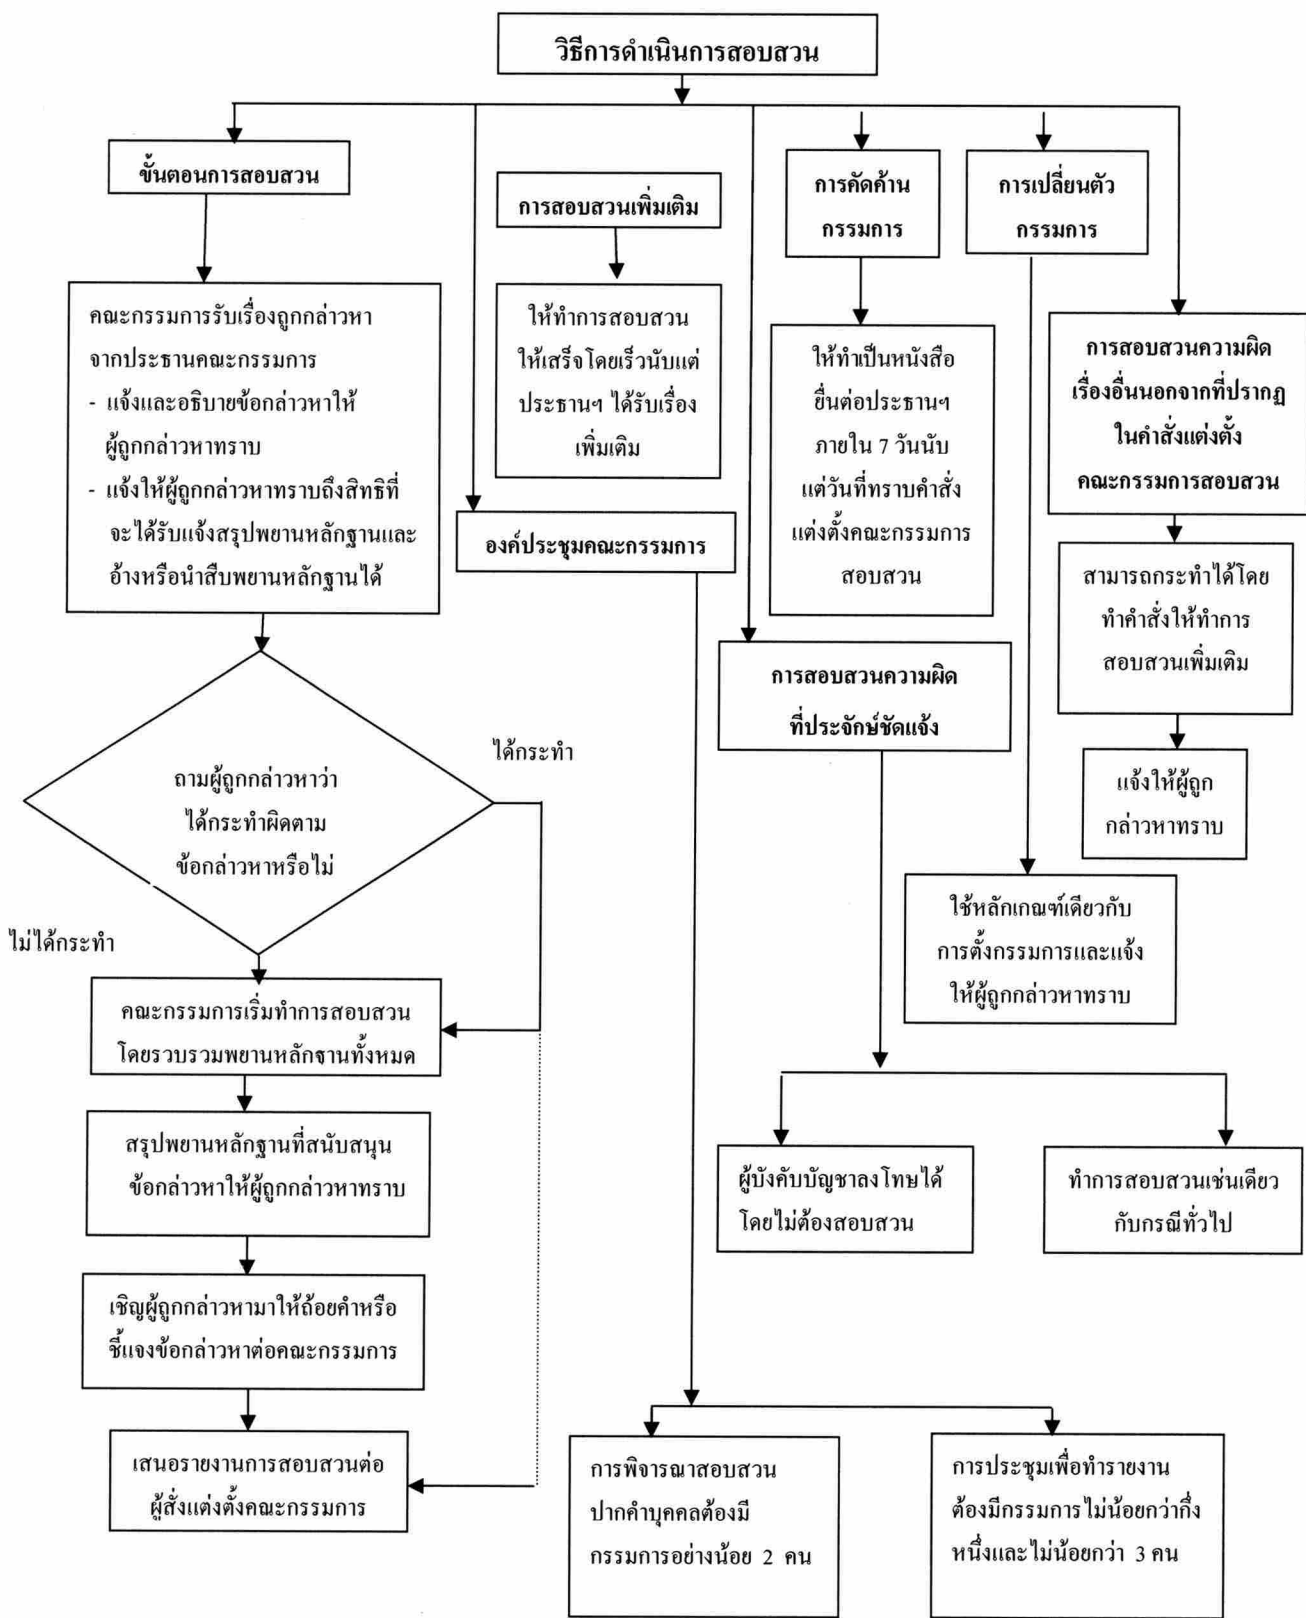 วิธีการดำเนินการสอบสวน
ขั้นตอนการสอบสวน
คณะกรรมการรับเรื่องถูกกล่าวหา
จากประธานคณะกรรมการ
- แจ้งและอธิบายข้อกล่าวหาให้
ผู้ถูกกล่าวหาทราบ
- แจ้งให้ผู้ถูกกล่าวหาทราบถึงสิทธิที่
จะได้รับแจ้งสรุปพยานหลักฐานและ
อ้างหรือนำสืบพยานหลักฐานได้
ถามผู้ถูกกล่าวหาว่า
ได้กระทำผิดตาม
ข้อกล่าวหาหรือไม่
ได้กระทำ
ไม่ได้กระทำ
คณะกรรมการเริ่มทำการสอบสวน
โดยรวบรวมพยานหลักฐานทั้งหมด
สรุปพยานหลักฐานที่สนับสนุน
ข้อกล่าวหาให้ผู้ถูกกล่าวหาทราบ
เชิญผู้ถูกกล่าวหามาให้ถ้อยคำหรือ
ชี้แจงข้อกล่าวหาต่อคณะกรรมการ
เสนอรายงานการสอบสวนต่อ
ผู้สั่งแต่งตั้งคณะกรรมการ
การสอบสวนเพิ่มเติม
ให้ทำการสอบสวน
ให้เสร็จโดยเร็วนับแต่
ประธานฯ ได้รับเรื่อง
เพิ่มเติม
องค์ประชุมคณะกรรมการ
การพิจารณาสอบสวน
ปากคำบุคคลต้องมี
กรรมการอย่างน้อย 2 คน
การประชุมเพื่อทำรายงาน
ต้องมีกรรมการไม่น้อยกว่ากึ่ง
หนึ่งและไม่น้อยกว่า 3 คน
การคัดค้าน
กรรมการ
ให้ทำเป็นหนังสือ
ยื่นต่อประธานฯ
ภายใน 7 วันนับ
แต่วันที่ทราบคำสั่ง
แต่งตั้งคณะกรรมการ
สอบสวน
การสอบสวนความผิด
ที่ประจักษ์ชัดแจ้ง
ผู้บังคับบัญชาลงโทษได้
โดยไม่ต้องสอบสวน
ทำการสอบสวนเช่นเดียว
กับกรณีทั่วไป
การเปลี่ยนตัว
กรรมการ
ใช้หลักเกณฑ์เดียวกับ
การตั้งกรรมการและแจ้ง
ให้ผู้ถูกกล่าวหาทราบ
การสอบสวนความผิด
เรื่องอื่นนอกจากที่ปรากฏ
ในคำสั่งแต่งตั้ง
คณะกรรมการสอบสวน
สามารถกระทำได้โดย
ทำคำสั่งให้ทำการ
สอบสวนเพิ่มเติม
แจ้งให้ผู้ถูก
กล่าวหาทราบ